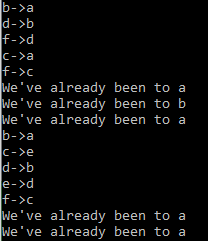 b->a
d->b
f->d
c->a
f->c
We've already been to a
We've already been to b
We've already been to a
b->a
c->e
d->b
e->d
f->c
We've already been to a
We've already been to a